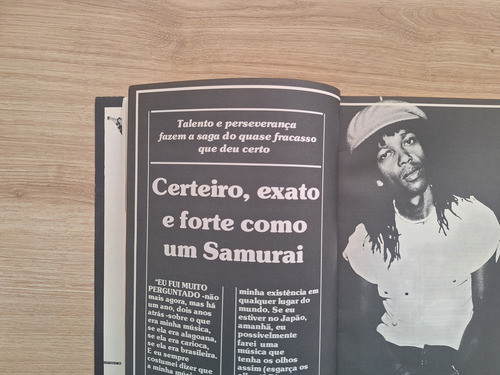 Talento e perseverança
fazem a saga do quase fracasso
que deu certo
Certeiro, exato
e forte como
um Samurai
"EU FUI MUITO
PERGUNTADO -não
mais agora, mas há
um ano, dois anos
atrás -sobre o que
era minha música,
se ela era alagoana,
se ela era carioca,
se ela era brasileira.
E eu sempre
costumei dizer que
a minha
minha existência em
qualquer lugar do
mundo. Se eu
estiver no Japão,
amanhã, eu
possivelmente
farei uma
música que
tenha os olhos
assim (esgarça os